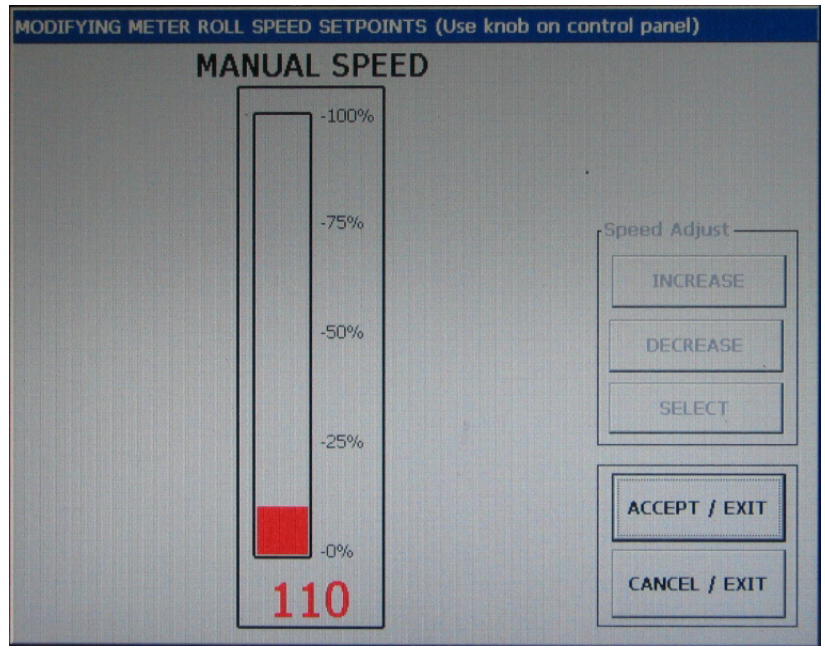 MODIFYING METER ROLL SPEED SETPOINTS (Use knob on control panel)
MANUAL SPEED
-100%
-75%
-50%
-25%
-0%
110
Speed Adjust
INCREASE
DECREASE
SELECT
ACCEPT / EXIT
CANCEL / EXIT